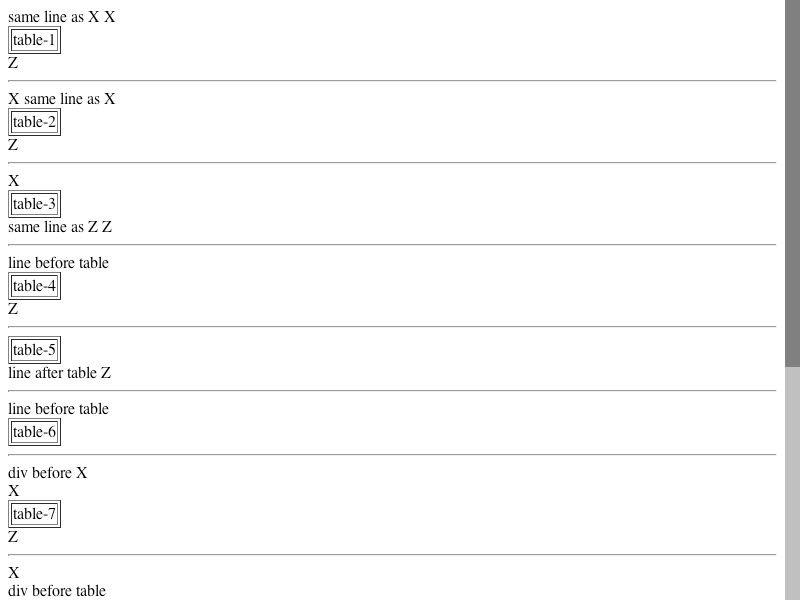 same line as X X
table-1
Z
X same line as X
table-2
Z
X
table-3
same line as Z Z
line before table
table-4
Z
table-5
line after table Z
line before table
table-6
div before X
X
table-7
Z
X
div before table